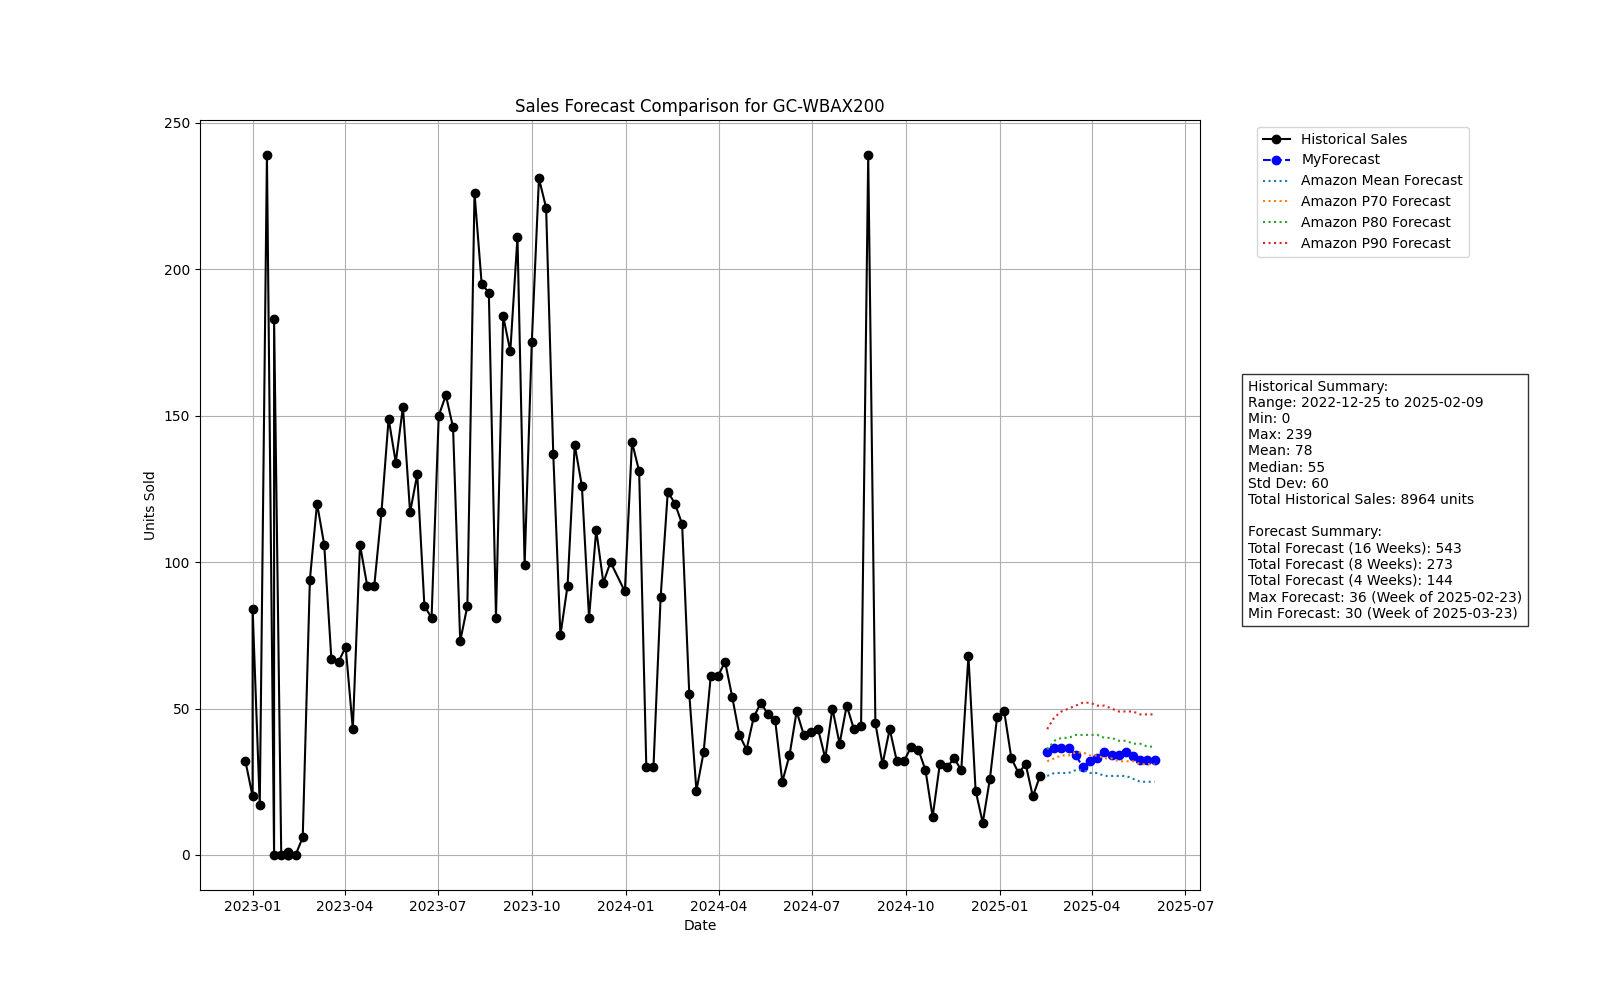 Sales Forecast Comparison for GC-WBAX200
250
200
150
100
50
0
Units Sold
2023-01
2023-04
2023-07
2023-10
2024-01
2024-04
2024-07
2024-10
2025-01
2025-04
2025-07
Date
Historical Sales
MyForecast
Amazon Mean Forecast
Amazon P70 Forecast
Amazon P80 Forecast
Amazon P90 Forecast
Historical Summary:
Range: 2022-12-25 to 2025-02-09
Min: 0
Max: 239
Mean: 78
Median: 55
Std Dev: 60
Total Historical Sales: 8964 units
Forecast Summary:
Total Forecast (16 Weeks): 543
Total Forecast (8 Weeks): 273
Total Forecast (4 Weeks): 144
Max Forecast: 36 (Week of 2025-02-23)
Min Forecast: 30 (Week of 2025-03-23)